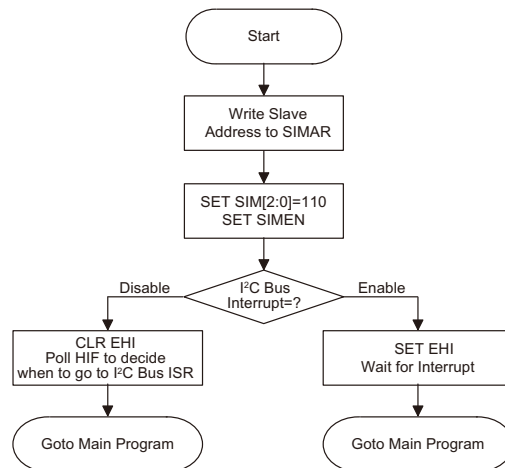 Start
Write Slave
Address to SIMAR
SET SIM[2:0]=110
SET SIMEN
Disable
I²C Bus
Interrupt=?
Enable
CLR EHI
Poll HIF to decide
when to go to I²C Bus ISR
SET EHI
Wait for Interrupt
Goto Main Program
Goto Main Program